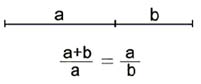 a b
a+b/a = a/b